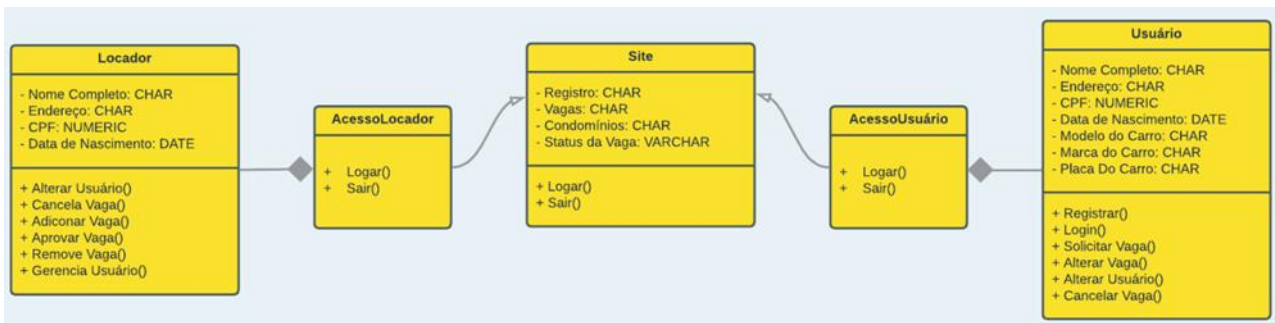 Locador
- Nome Completo: CHAR
- Endereço: CHAR
- CPF: NUMERIC
- Data de Nascimento: DATE
+ Alterar Usuário()
+ Cancela Vaga()
+ Adiconar Vaga()
+ Aprovar Vaga()
+ Remove Vaga()
+ Gerencia Usuário()
AcessoLocador
+ Logar()
+ Sair()
Site
- Registro: CHAR
- Vagas: CHAR
- Condomínios: CHAR
- Status da Vaga: VARCHAR
+ Logar()
+ Sair()
AcessoUsuário
+ Logar()
+ Sair()
Usuário
- Nome Completo: CHAR
- Endereço: CHAR
- CPF: NUMERIC
- Data de Nascimento: DATE
- Modelo do Carro: CHAR
- Marca do Carro: CHAR
- Placa Do Carro: CHAR
+ Registrar()
+ Login()
+ Solicitar Vaga()
+ Alterar Vaga()
+ Alterar Usuário()
+ Cancelar Vaga()